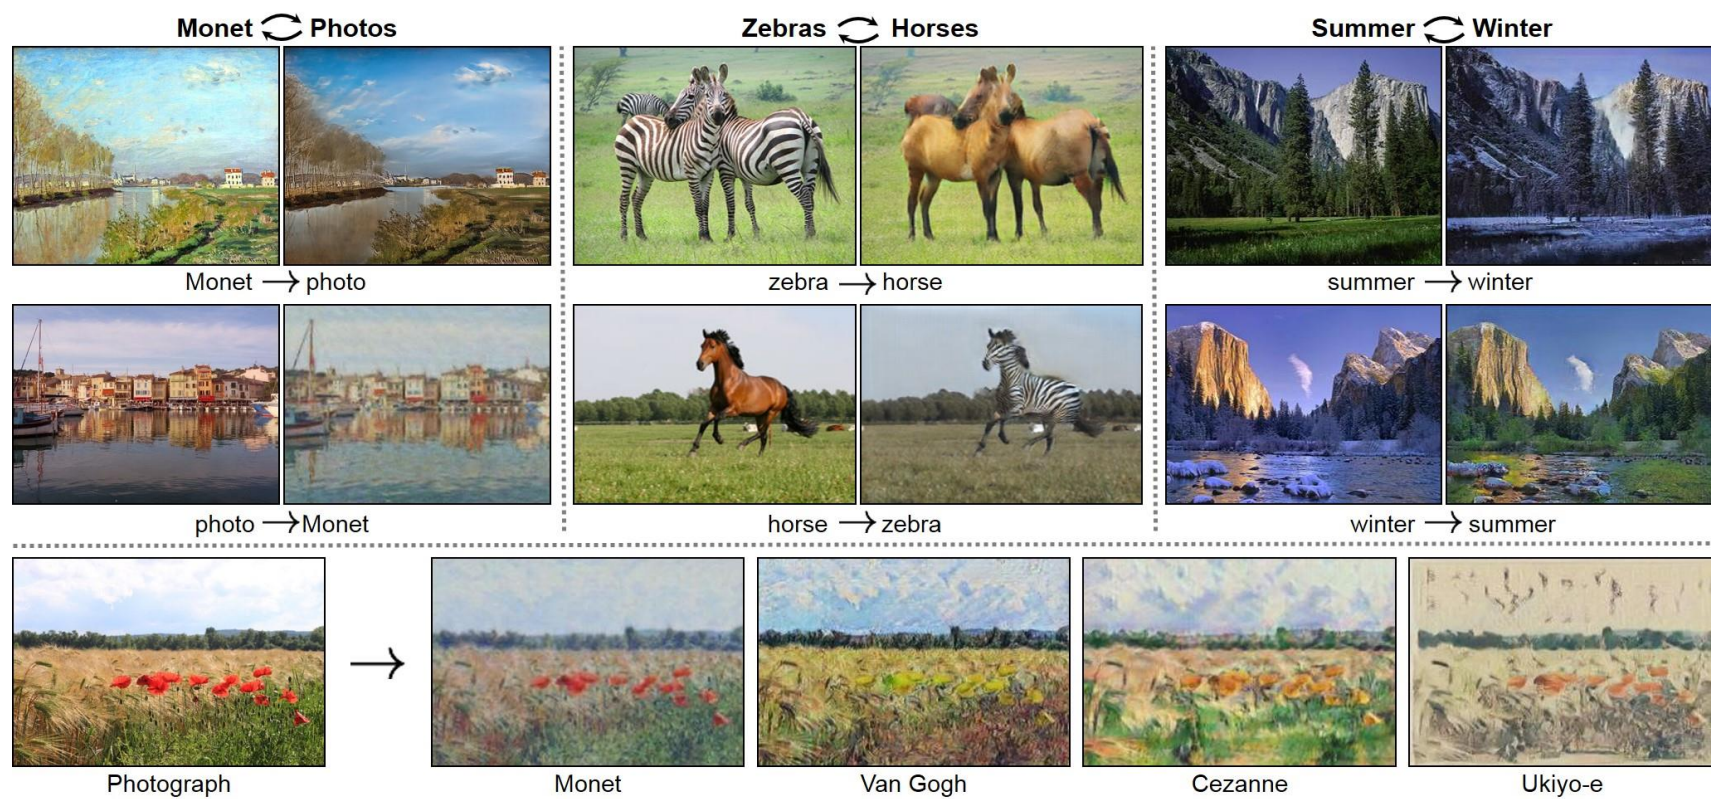 Monet ⇄ Photos
Zebras ⇄ Horses
Summer ⇄ Winter
Monet → photo
zebra → horse
summer → winter
photo → Monet
horse → zebra
winter → summer
Photograph
Monet
Van Gogh
Cezanne
Ukiyo-e